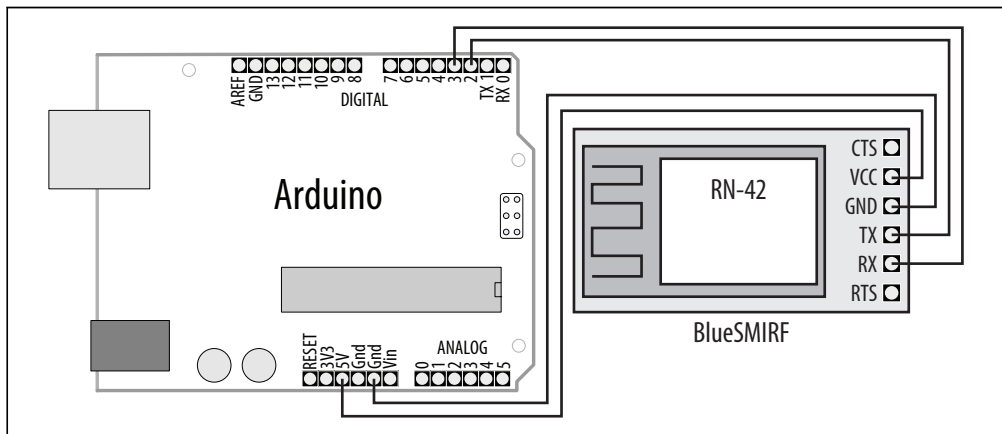 AREF
GND
13
12
11
10
9
8
7
6
5
4
3
2
TX 1
RX 0
DIGITAL
Arduino
RESET
3V3
5V
Gnd
Gnd
Vin
ANALOG
0
1
2
3
4
5
RN-42
CTS
VCC
GND
TX
RX
RTS
BlueSMIRF